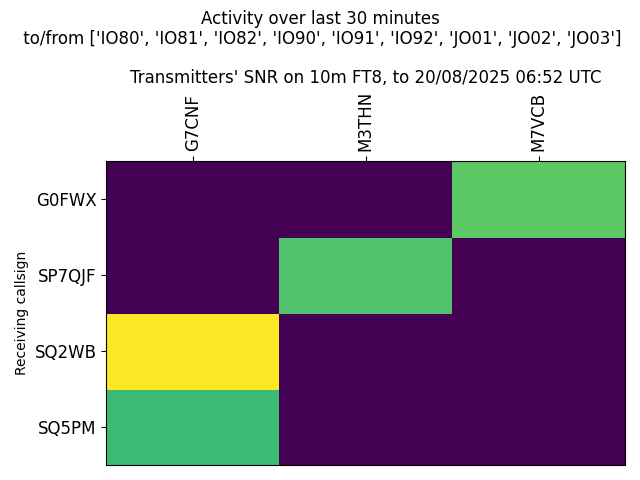 Activity over last 30 minutes
to/from ['IO80', 'IO81', 'IO82', 'IO90', 'IO91', 'IO92', 'JO01', 'JO02', 'JO03']
Transmitters' SNR on 10m FT8, to 20/08/2025 06:52 UTC
G7CNF
M3THN
M7VCB
Receiving callsign
G0FWX
SP7QJF
SQ2WB
SQ5PM